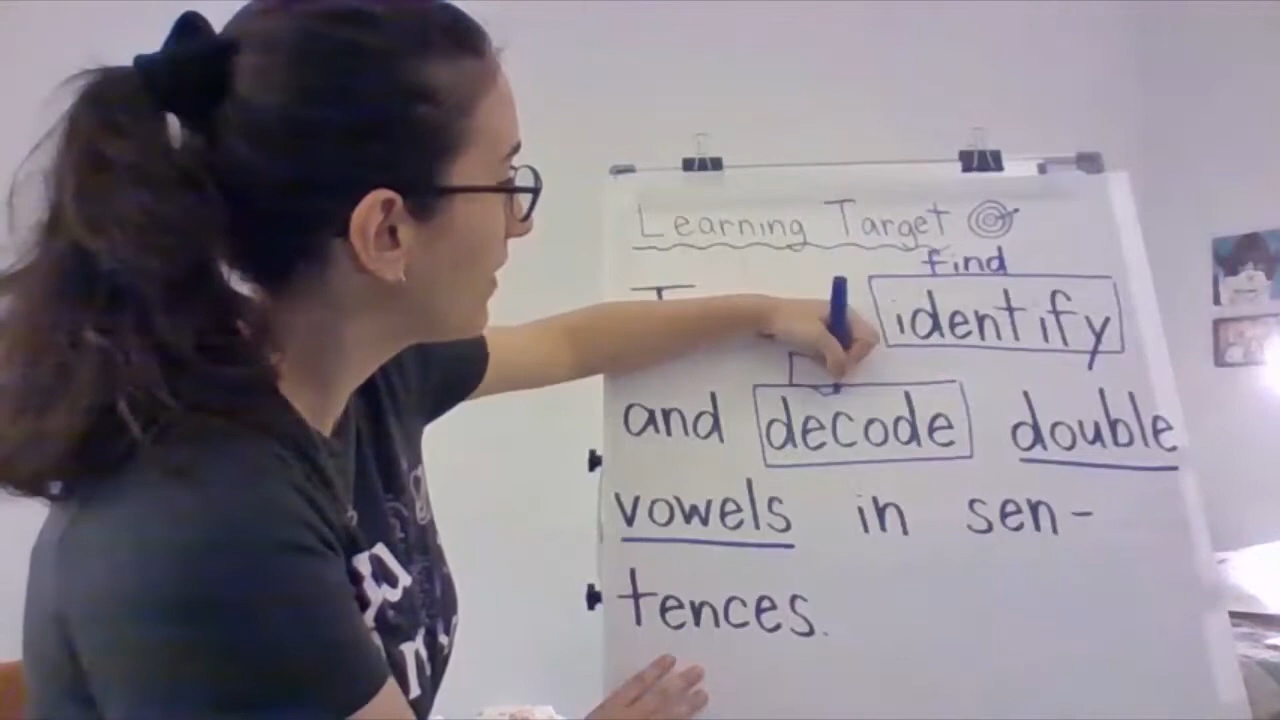 Learning Target
find
I identify
and decode double
vowels in sen-
tences.